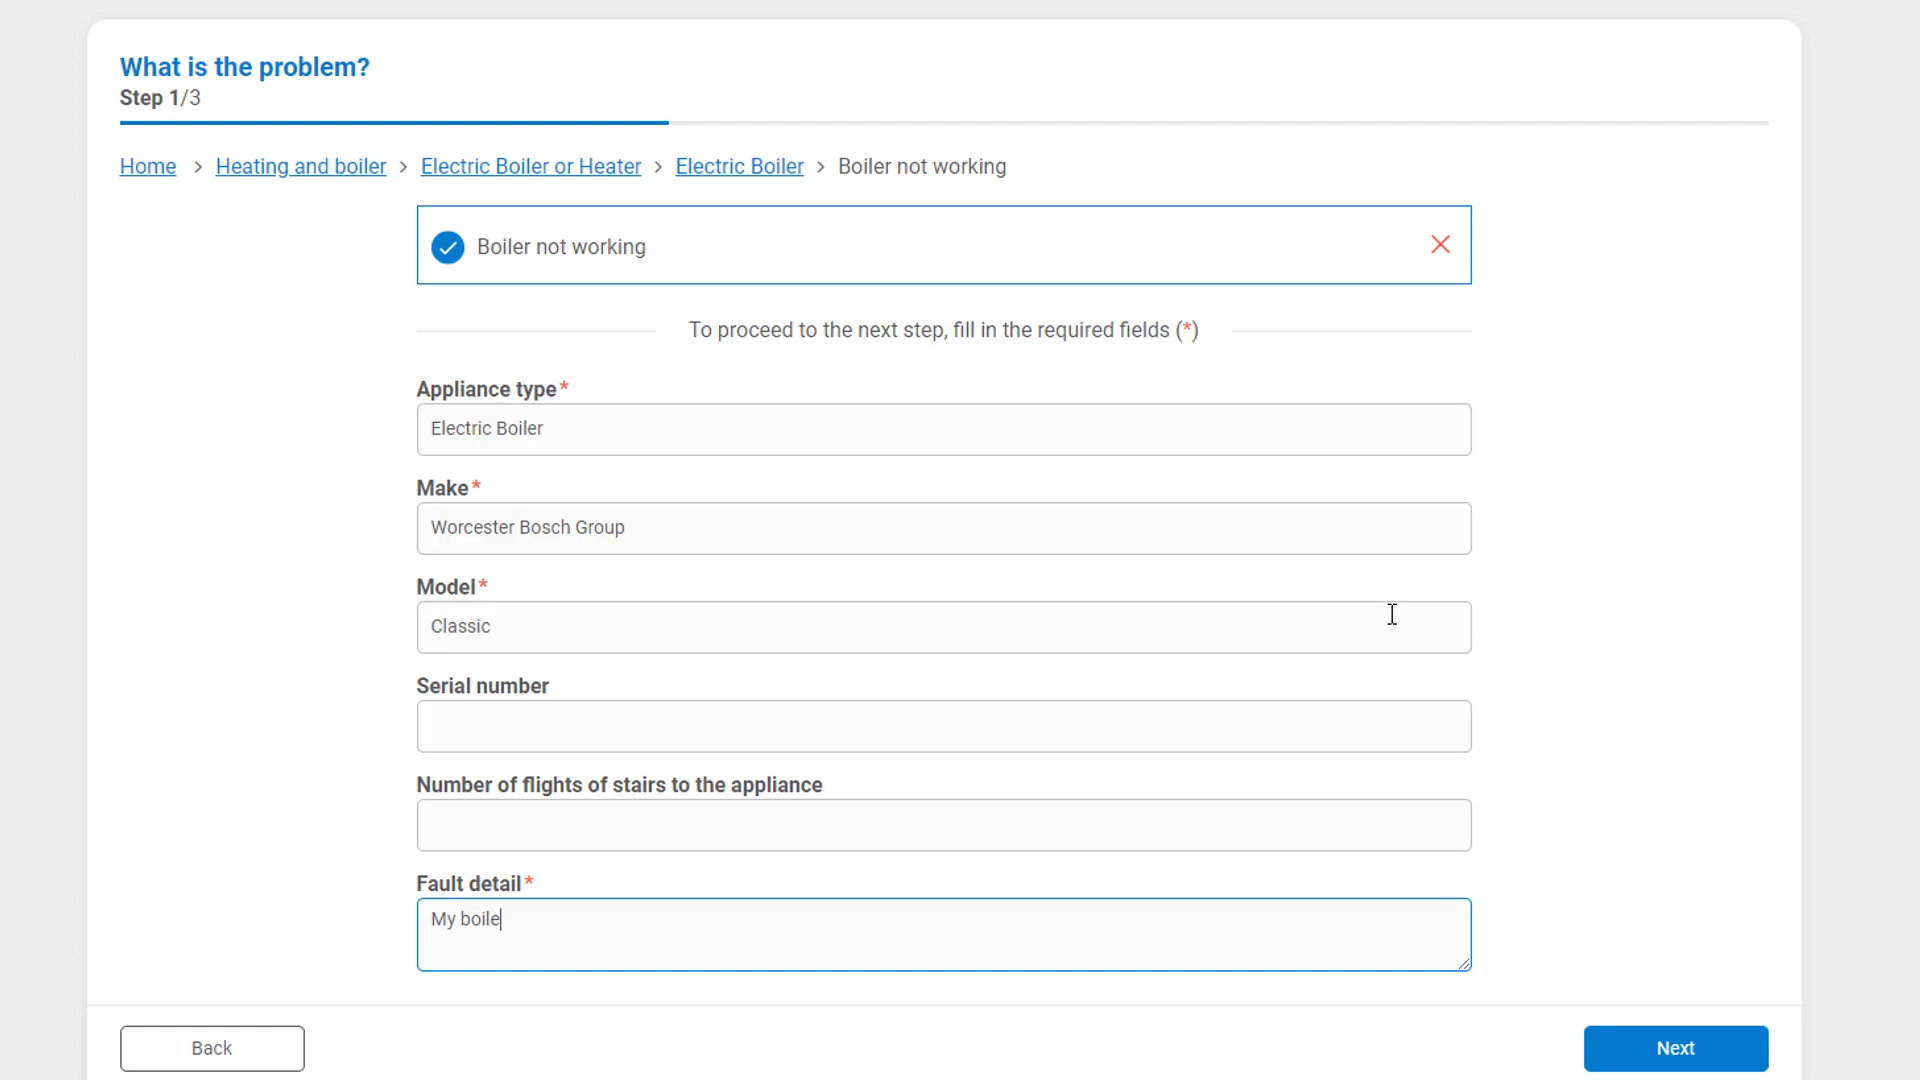 What is the problem?
Step 1/3
Home > Heating and boiler > Electric Boiler or Heater > Electric Boiler > Boiler not working
Boiler not working
To proceed to the next step, fill in the required fields (*)
Appliance type*
Electric Boiler
Make*
Worcester Bosch Group
Model*
Classic
Serial number
Number of flights of stairs to the appliance
Fault detail*
My boile
Back
Next